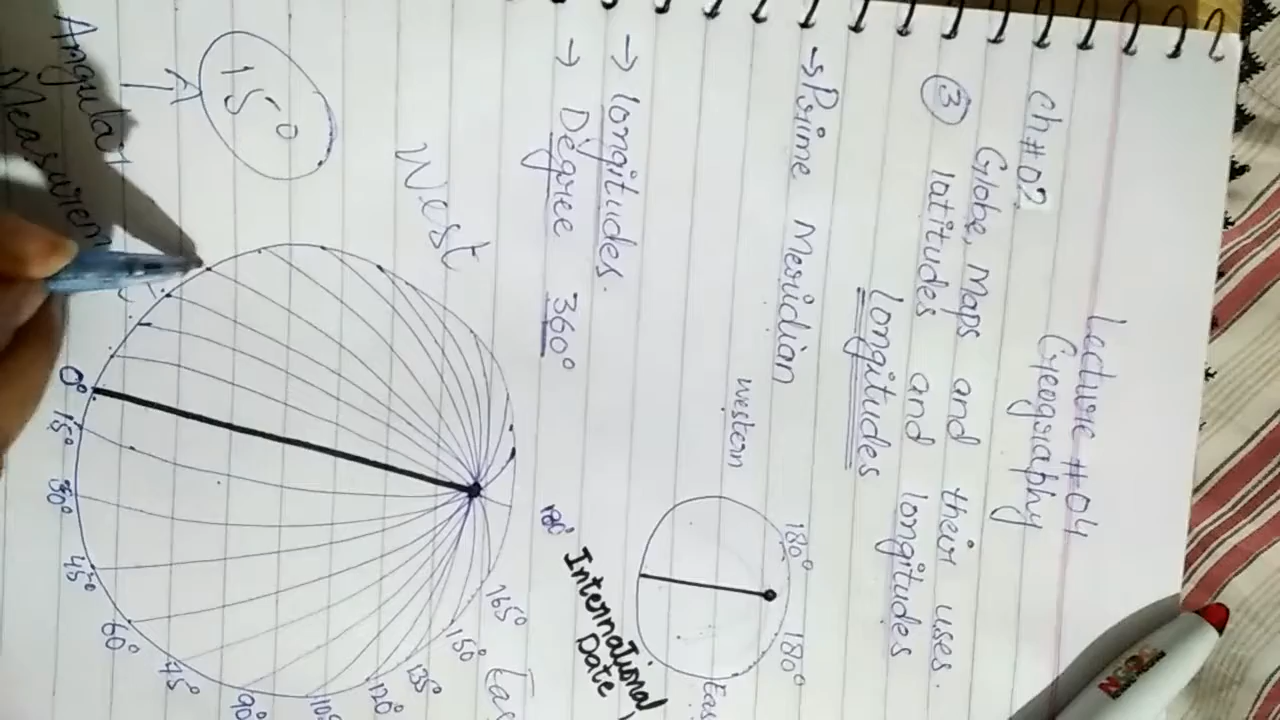 Lecture #04
Geography
Ch#02
Globe, Maps and their uses.
③ latitudes and longitudes
Longitudes
→ Prime Meridian
western
180°
180°
→ longitudes.
→ Degree 360°
180°
International
Date
West
15°
Angular
Measurem
0°
15°
30°
45°
60°
75°
90°
120°
135°
150°
165°